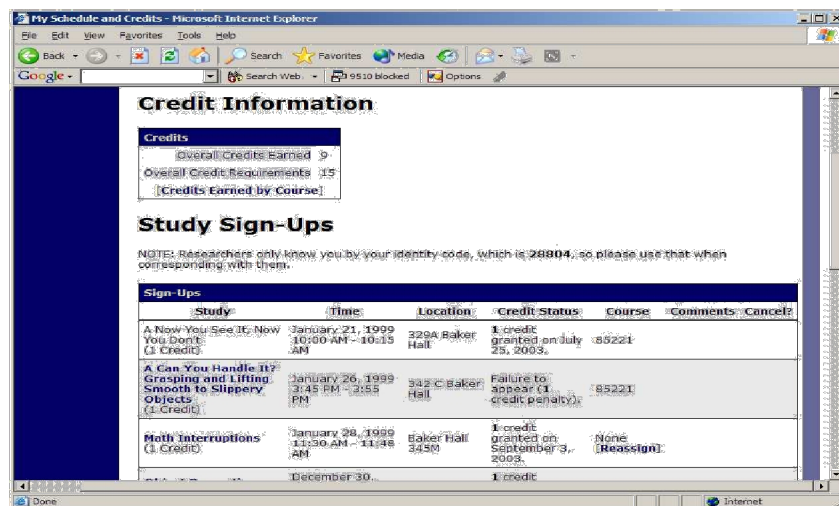 My Schedule and Credits - Microsoft Internet Explorer
File Edit View Favorites Tools Help
Back Search Favorites Media
Google Search Web 9510 blocked Options
Credit Information
Credits
Overall Credits Earned 9
Overall Credit Requirements 15
[Credits Earned by Course]
Study Sign-Ups
NOTE: Researchers only know you by your identity code, which is 28804, so please use that when
corresponding with them.
Sign-Ups
Study Time Location Credit Status Course Comments Cancel?
A Now You See It, Now
You Don't
(1 Credit)
January 21, 1999
10:00 AM - 10:15
AM
329A Baker
Hall
1 credit
granted on July
25, 2003.
85221
A Can You Handle It?
Grasping and Lifting
Smooth to Slippery
Objects
(1 Credit)
January 26, 1999
3:45 PM - 3:55
PM
342 C Baker
Hall
Failure to
appear (1
credit penalty).
85221
Math Interruptions
(1 Credit)
January 28, 1999
11:30 AM - 11:48
AM
Baker Hall
345M
1 credit
granted on
September 3,
2003.
None
[Reassign]
December 30,
1 credit
Done Internet